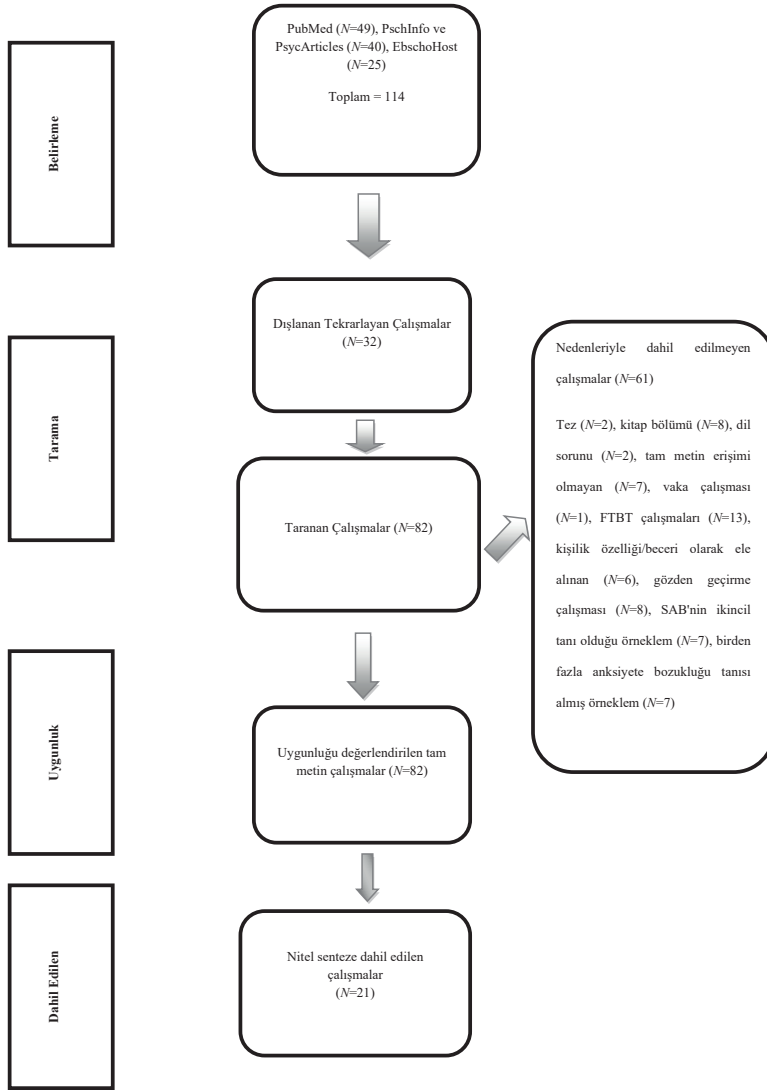 PubMed (N=49), PschInfo ve
PsycArticles (N=40), EbschoHost
(N=25)
Toplam = 114
Belirleme
Dışlanan Tekrarlayan Çalışmalar
(N=32)
Tarama
Taranan Çalışmalar (N=82)
Nedenleriyle dahil edilmeyen
çalışmalar (N=61)
Tez (N=2), kitap bölümü (N=8), dil
sorunu (N=2), tam metin erişimi
olmayan (N=7), vaka çalışması
(N=1), FTBT çalışmaları (N=13),
kişilik özelliği/beceri olarak ele
alınan (N=6), gözden geçirme
çalışması (N=8), SAB'nin ikincil
tanı olduğu örneklem (N=7), birden
fazla anksiyete bozukluğu tanısı
almış örneklem (N=7)
Uygunluk
Uygunluğu değerlendirilen tam
metin çalışmalar (N=82)
Dahil Edilen
Nitel senteze dahil edilen
çalışmalar
(N=21)